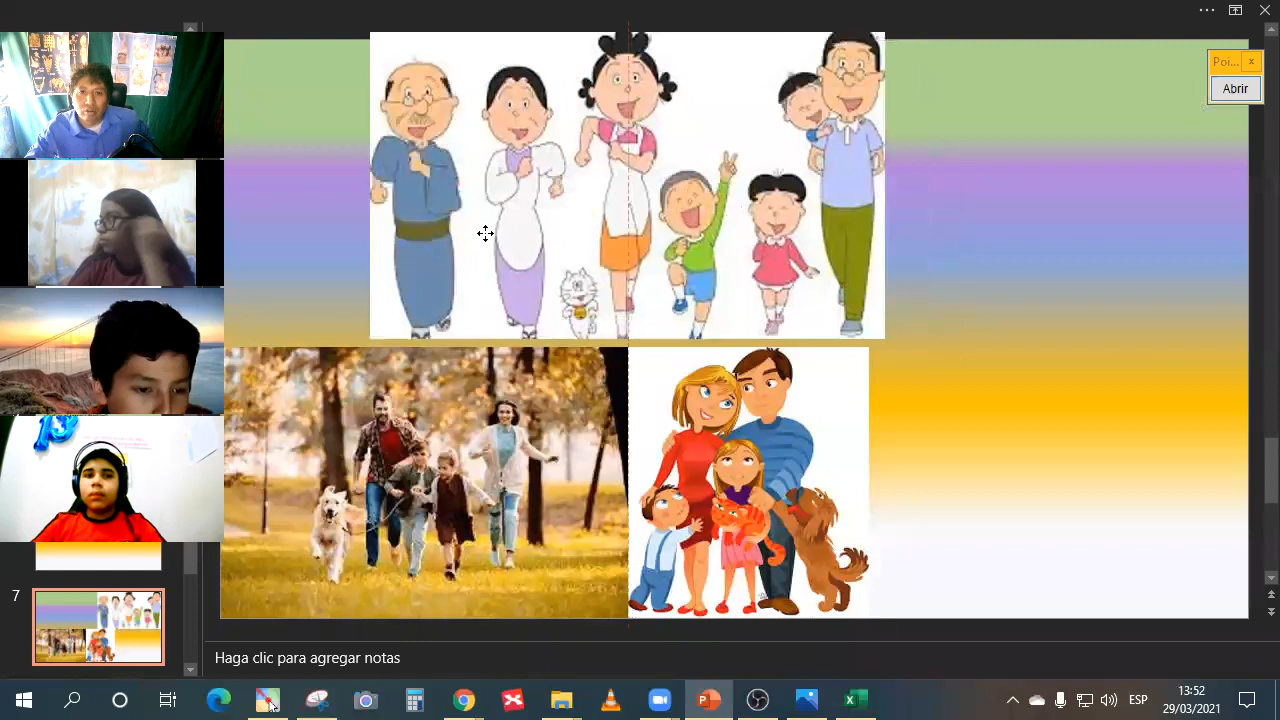 Poi...
Abrir
7
Haga clic para agregar notas
ESP
13:52
29/03/2021